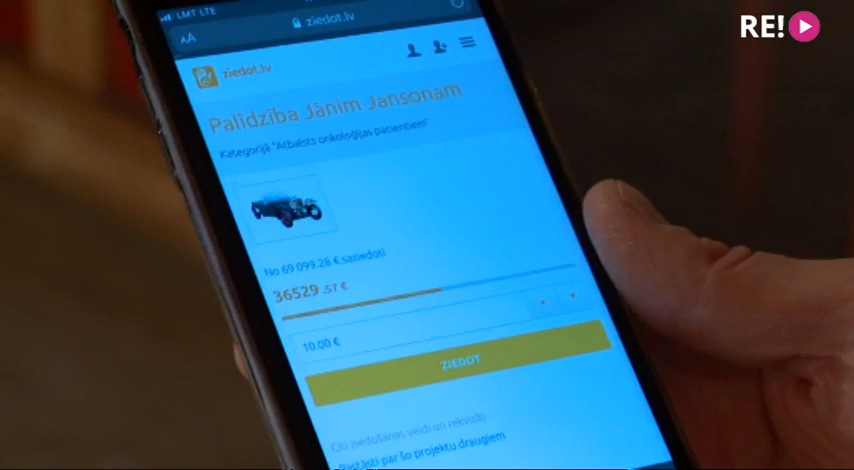 RE!
LMT LTE
AA ziedot.lv
ziedot.lv
Palīdzība Jānim Jansonam
Kategorijā "Atbalsts onkoloģijas pacientiem"
No 69 099.28 € saziedoti
36529 .57 €
10.00 €
ZIEDOT
Citi ziedošanas veidi un rekvizīti
Pastāsti par šo projektu draugiem